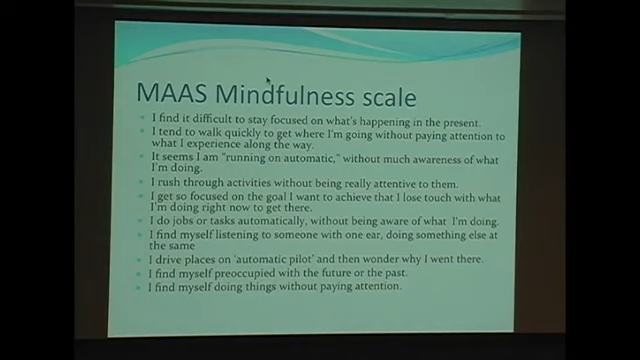 MAAS Mindfulness scale
I find it difficult to stay focused on what's happening in the present.
I tend to walk quickly to get where I'm going without paying attention to
what I experience along the way.
It seems I am "running on automatic," without much awareness of what
I'm doing.
I rush through activities without being really attentive to them.
I get so focused on the goal I want to achieve that I lose touch with what
I'm doing right now to get there.
I do jobs or tasks automatically, without being aware of what I'm doing.
I find myself listening to someone with one ear, doing something else at
the same
I drive places on 'automatic pilot' and then wonder why I went there.
I find myself preoccupied with the future or the past.
I find myself doing things without paying attention.